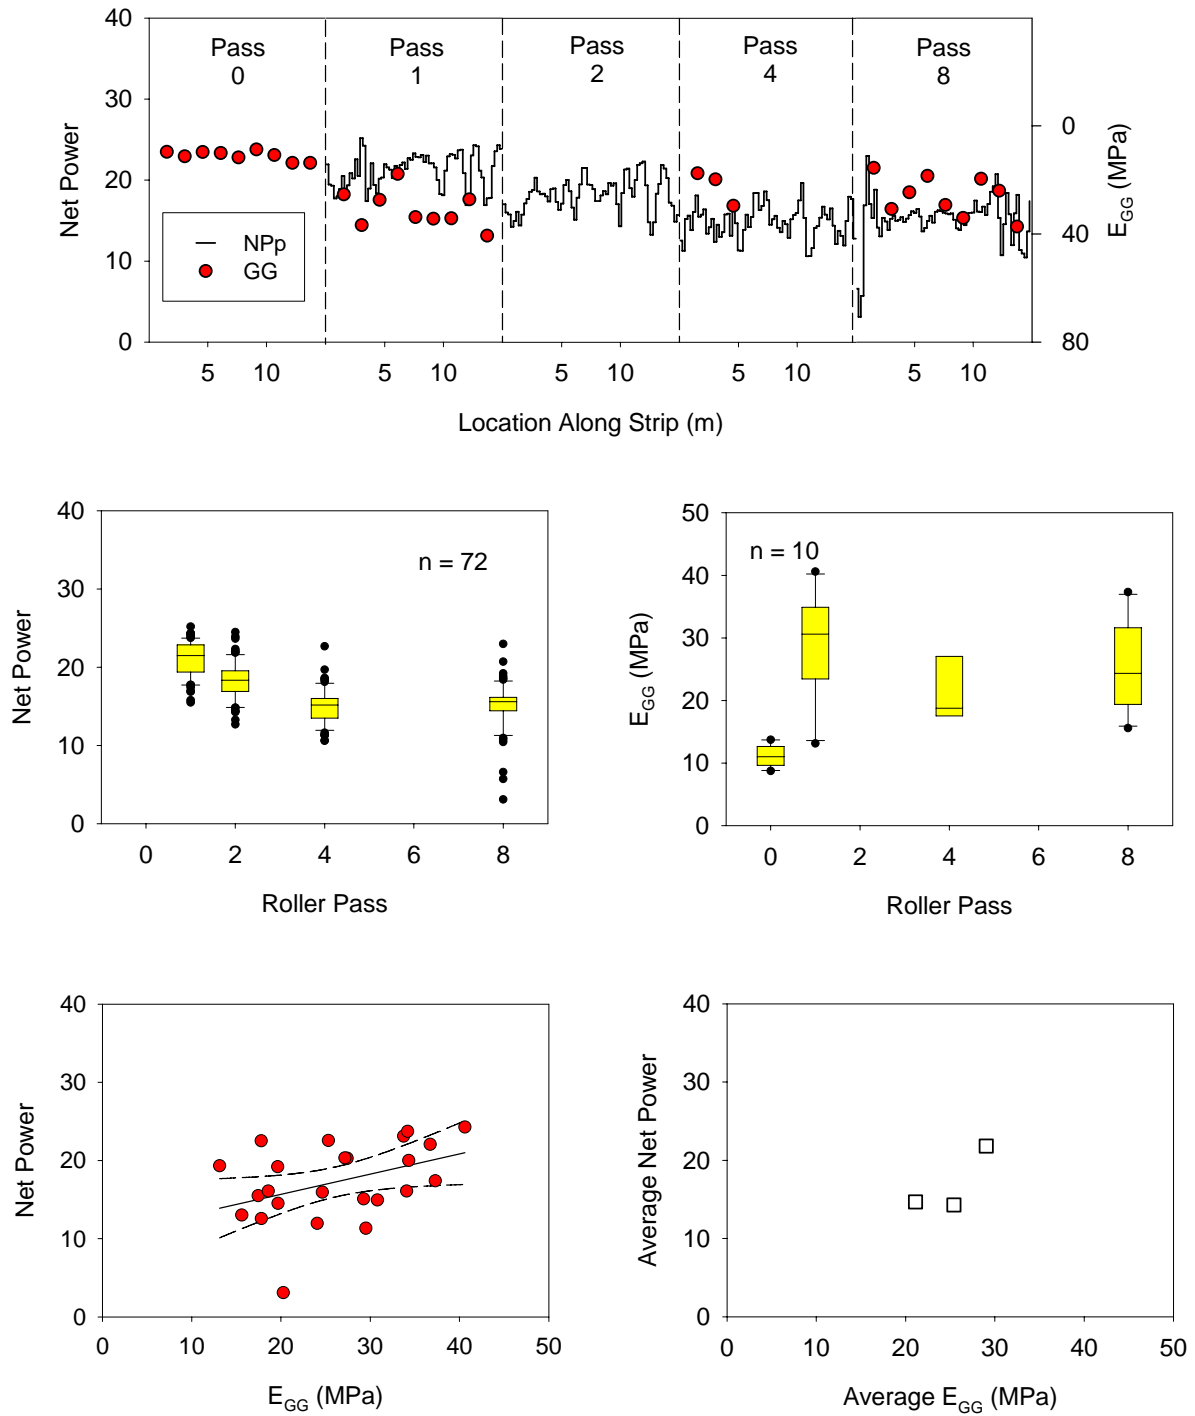 40
30
20
10
0
Net Power
Pass
0
Pass
1
Pass
2
Pass
4
Pass
8
NPp
GG
0
40
80
E_GG (MPa)
5 10 5 10 5 10 5 10 5 10
Location Along Strip (m)
40
30
20
10
0
Net Power
n = 72
0 2 4 6 8
Roller Pass
50
40
30
20
10
0
E_GG (MPa)
n = 10
0 2 4 6 8
Roller Pass
40
30
20
10
0
Net Power
0 10 20 30 40 50
E_GG (MPa)
40
30
20
10
0
Average Net Power
0 10 20 30 40 50
Average E_GG (MPa)